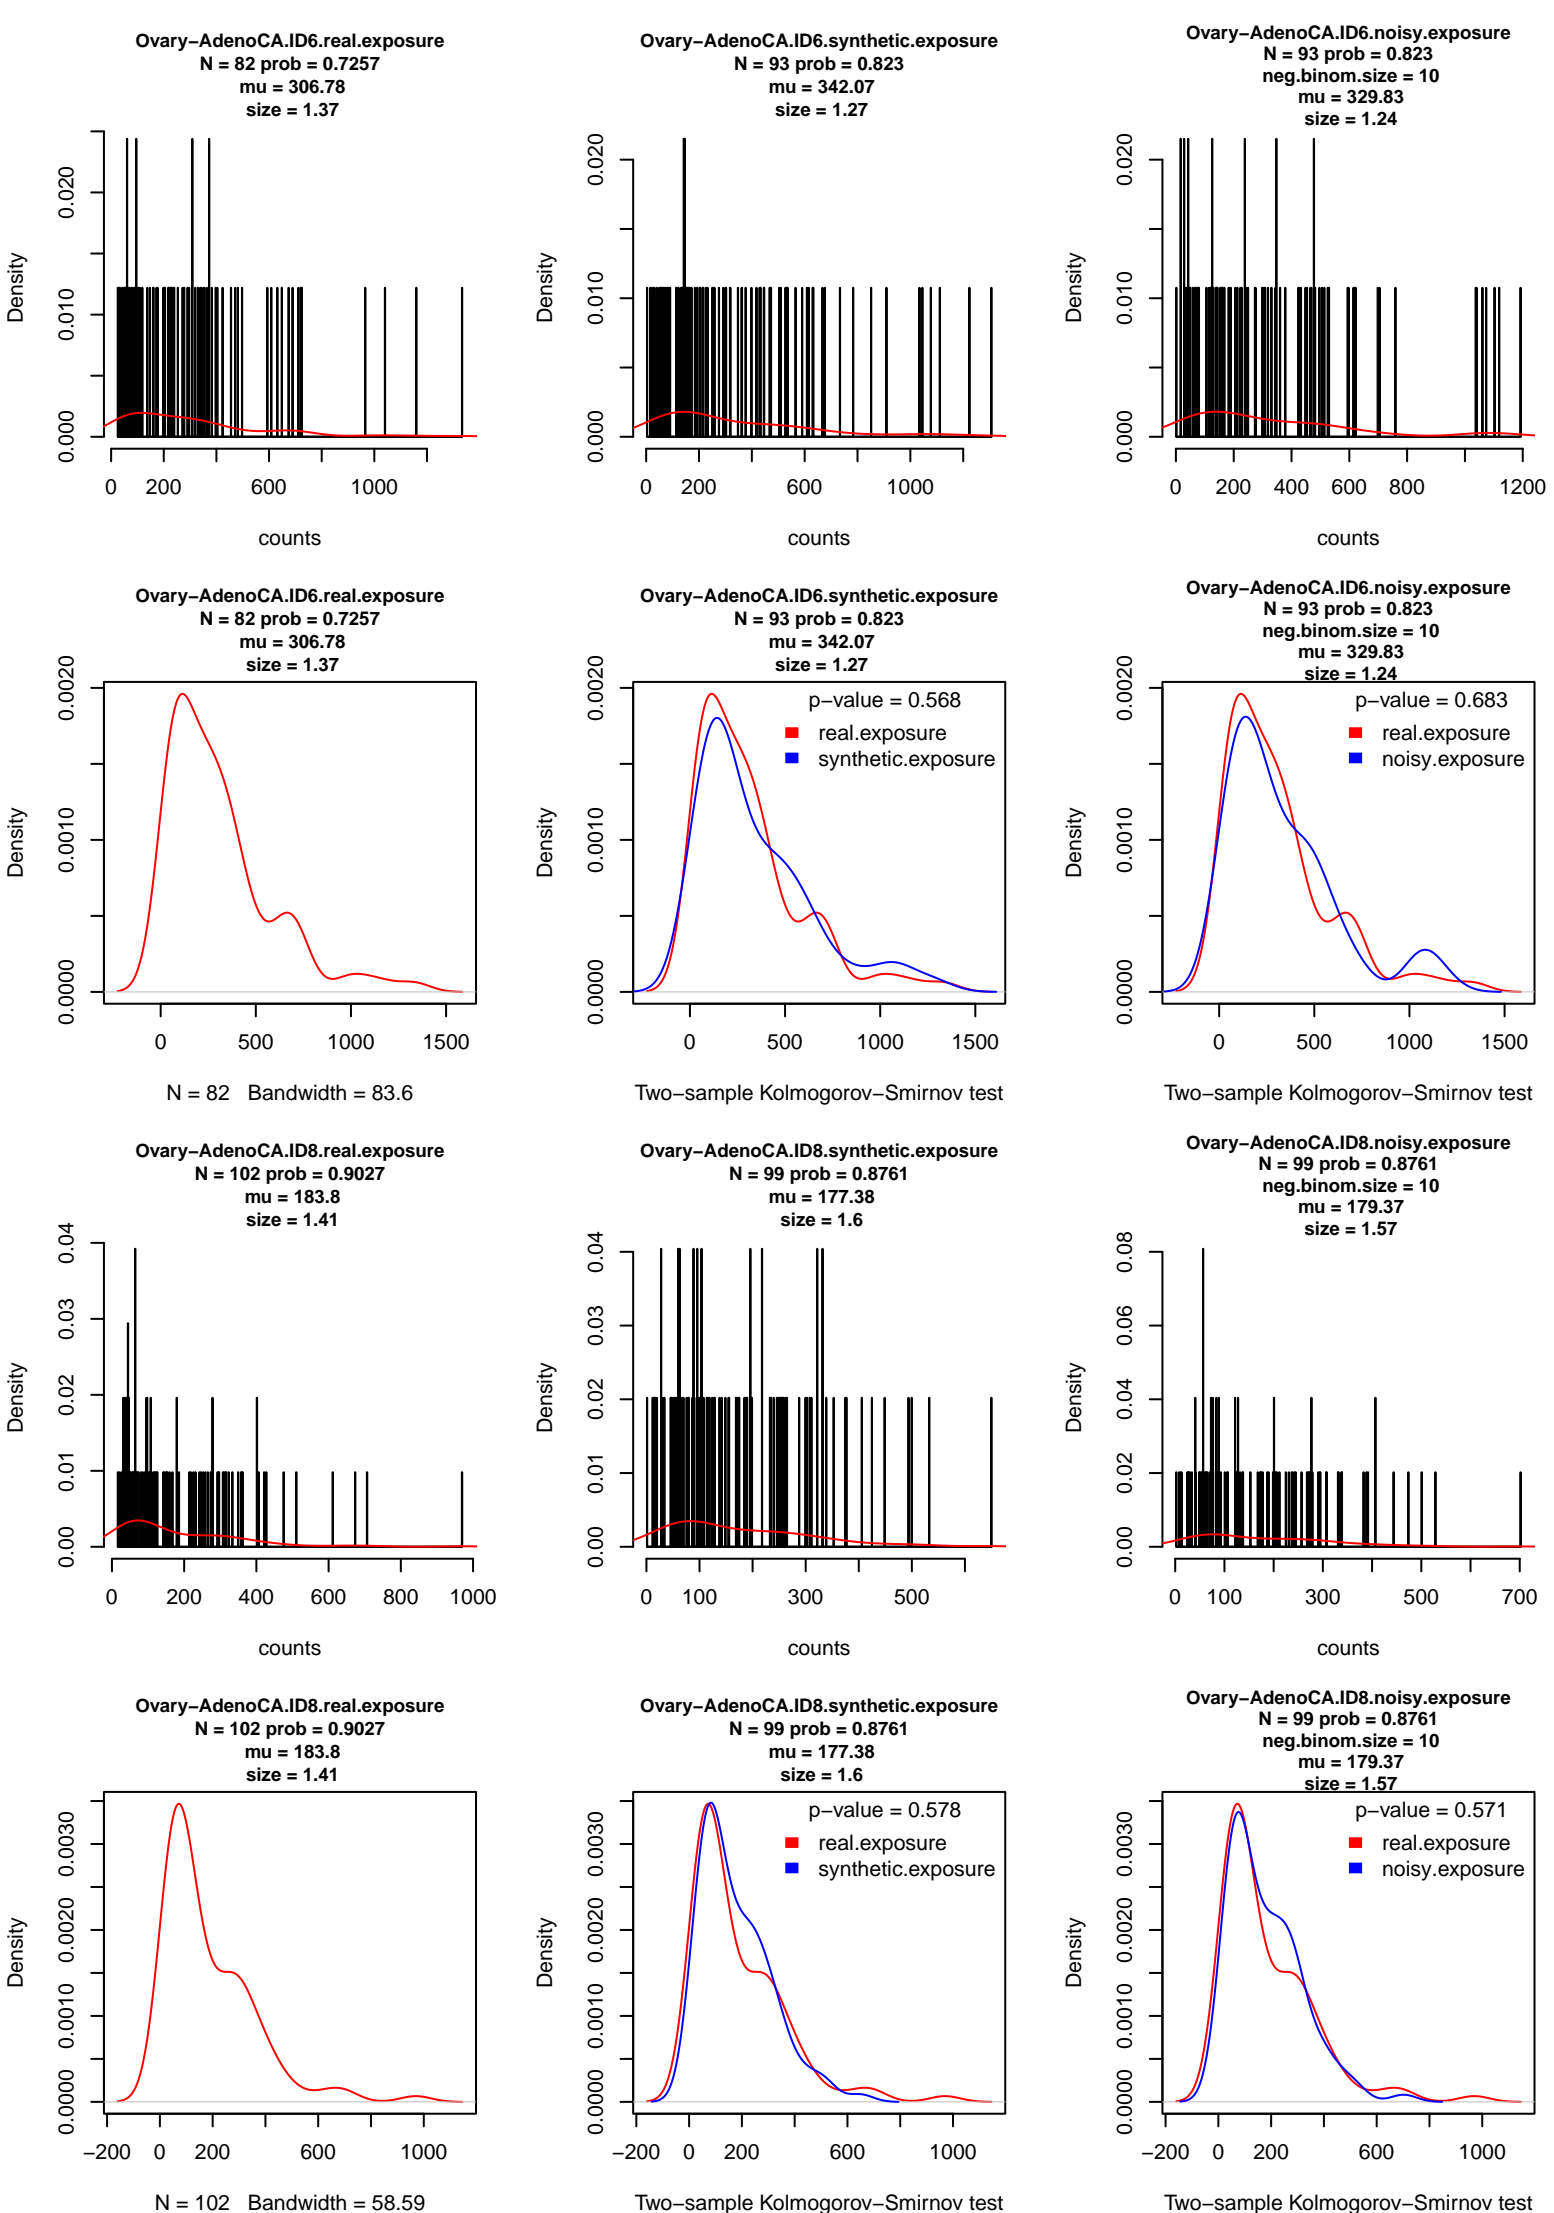 Ovary−AdenoCA.ID6.real.exposure
N = 82 prob = 0.7257
mu = 306.78
size = 1.37
Density
0.000 0.010 0.020
0 200 600 1000
counts
Ovary−AdenoCA.ID6.synthetic.exposure
N = 93 prob = 0.823
mu = 342.07
size = 1.27
Density
0.000 0.010 0.020
0 200 600 1000
counts
Ovary−AdenoCA.ID6.noisy.exposure
N = 93 prob = 0.823
neg.binom.size = 10
mu = 329.83
size = 1.24
Density
0.000 0.010 0.020
0 200 400 600 800 1200
counts
Ovary−AdenoCA.ID6.real.exposure
N = 82 prob = 0.7257
mu = 306.78
size = 1.37
Density
0.0000 0.0010 0.0020
0 500 1000 1500
N = 82 Bandwidth = 83.6
Ovary−AdenoCA.ID6.synthetic.exposure
N = 93 prob = 0.823
mu = 342.07
size = 1.27
p−value = 0.568
real.exposure
synthetic.exposure
Density
0.0000 0.0010 0.0020
0 500 1000 1500
Two−sample Kolmogorov−Smirnov test
Ovary−AdenoCA.ID6.noisy.exposure
N = 93 prob = 0.823
neg.binom.size = 10
mu = 329.83
size = 1.24
p−value = 0.683
real.exposure
noisy.exposure
Density
0.0000 0.0010 0.0020
0 500 1000 1500
Two−sample Kolmogorov−Smirnov test
Ovary−AdenoCA.ID8.real.exposure
N = 102 prob = 0.9027
mu = 183.8
size = 1.41
Density
0.00 0.01 0.02 0.03 0.04
0 200 400 600 800 1000
counts
Ovary−AdenoCA.ID8.synthetic.exposure
N = 99 prob = 0.8761
mu = 177.38
size = 1.6
Density
0.00 0.01 0.02 0.03 0.04
0 100 300 500
counts
Ovary−AdenoCA.ID8.noisy.exposure
N = 99 prob = 0.8761
neg.binom.size = 10
mu = 179.37
size = 1.57
Density
0.00 0.02 0.04 0.06 0.08
0 100 300 500 700
counts
Ovary−AdenoCA.ID8.real.exposure
N = 102 prob = 0.9027
mu = 183.8
size = 1.41
Density
0.0000 0.0010 0.0020 0.0030
−200 0 200 600 1000
N = 102 Bandwidth = 58.59
Ovary−AdenoCA.ID8.synthetic.exposure
N = 99 prob = 0.8761
mu = 177.38
size = 1.6
p−value = 0.578
real.exposure
synthetic.exposure
Density
0.0000 0.0010 0.0020 0.0030
−200 0 200 600 1000
Two−sample Kolmogorov−Smirnov test
Ovary−AdenoCA.ID8.noisy.exposure
N = 99 prob = 0.8761
neg.binom.size = 10
mu = 179.37
size = 1.57
p−value = 0.571
real.exposure
noisy.exposure
Density
0.0000 0.0010 0.0020 0.0030
−200 0 200 600 1000
Two−sample Kolmogorov−Smirnov test